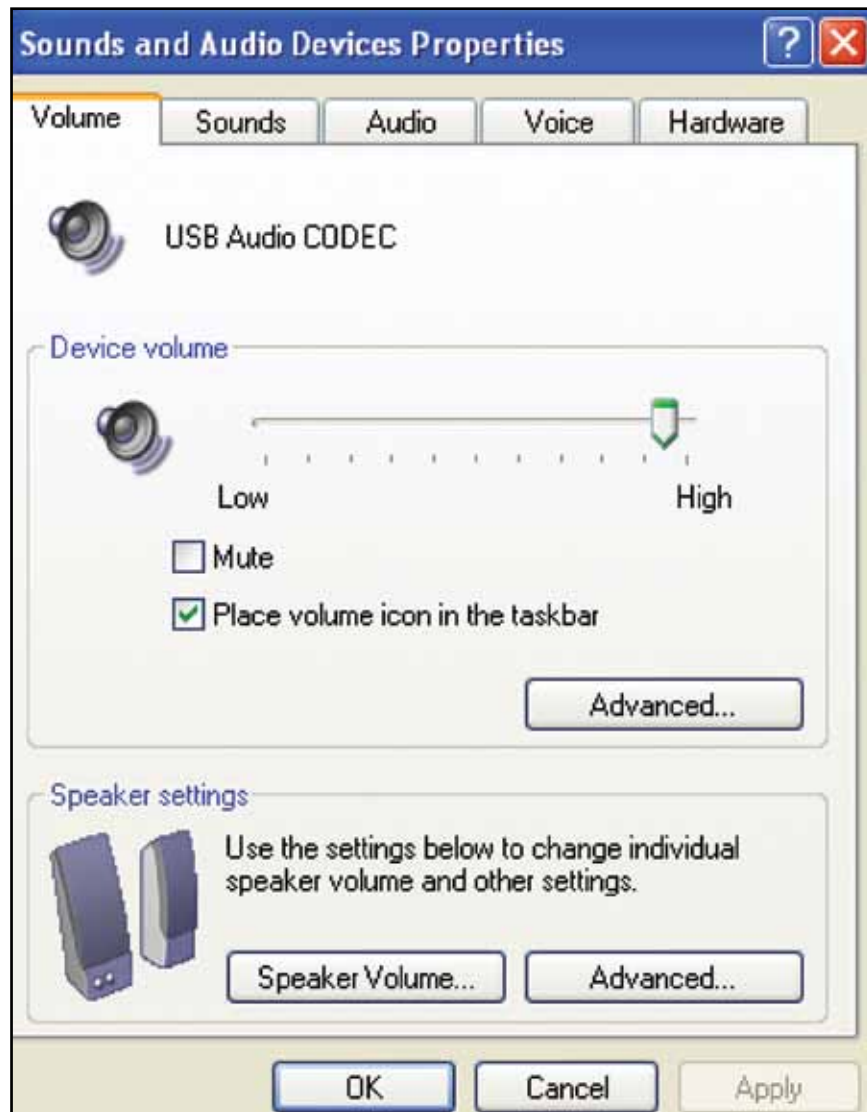 Sounds and Audio Devices Properties
?
Volume
Sounds
Audio
Voice
Hardware
USB Audio CODEC
Device volume
Low
High
Mute
Place volume icon in the taskbar
Advanced...
Speaker settings
Use the settings below to change individual
speaker volume and other settings.
Speaker Volume...
Advanced...
OK
Cancel
Apply